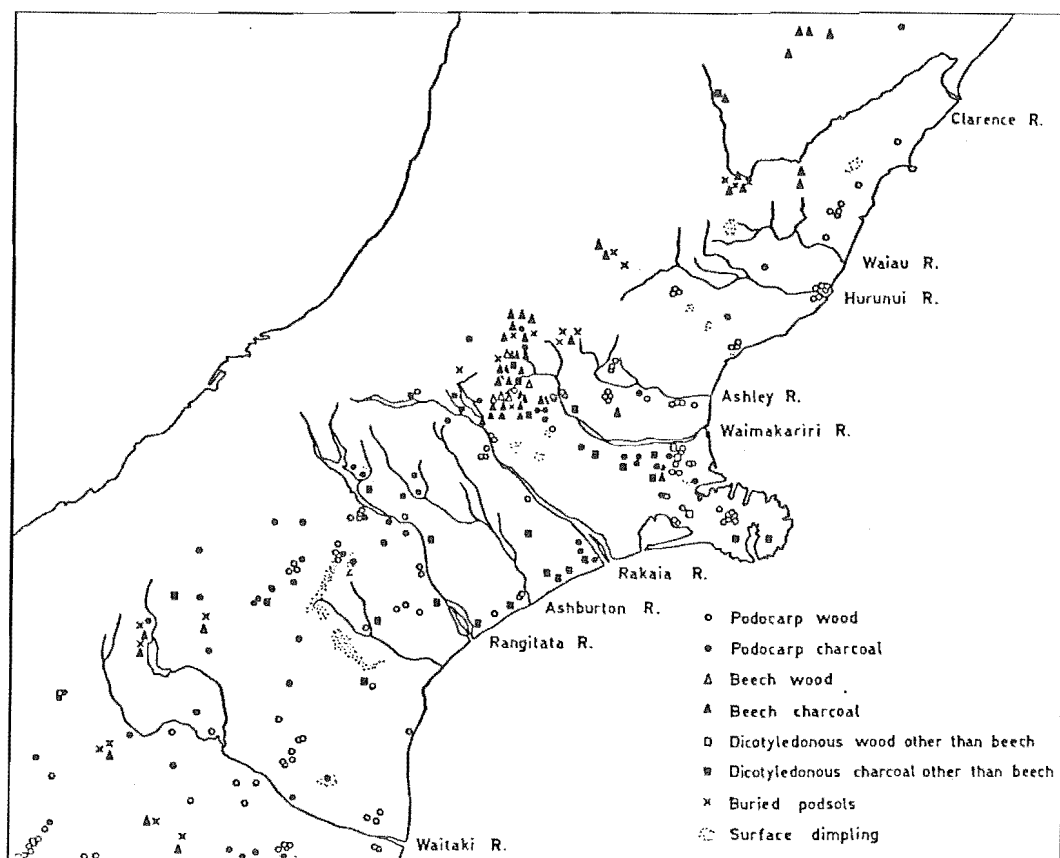 Clarence R.
Waiau R.
Hurunui R.
Ashley R.
Waimakariri R.
Rakaia R.
Ashburton R.
Rangitata R.
Waitaki R.
Podocarp wood
Podocarp charcoal
Beech wood
Beech charcoal
Dicotyledonous wood other than beech
Dicotyledonous charcoal other than beech
Buried podsols
Surface dimpling